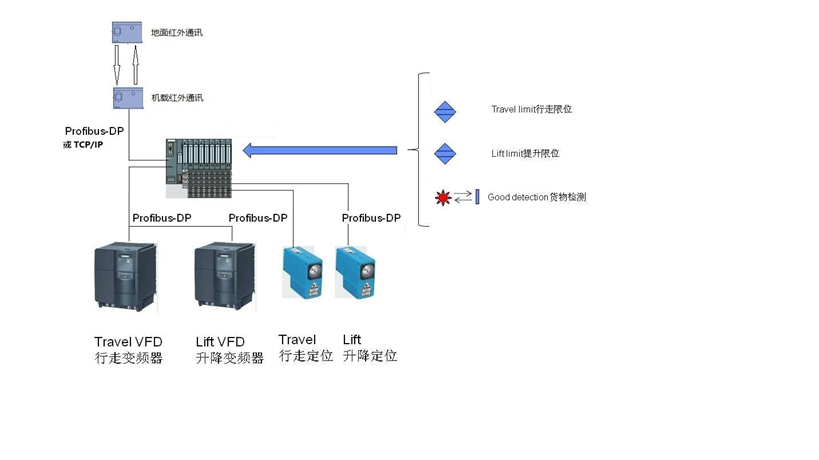 地面红外通讯
机载红外通讯
Profibus-DP
或 TCP/IP
Travel limit行走限位
Lift limit提升限位
Good detection货物检测
Profibus-DP
Profibus-DP
Profibus-DP
Travel VFD
行走变频器
Lift VFD
升降变频器
Travel
行走定位
Lift
升降定位